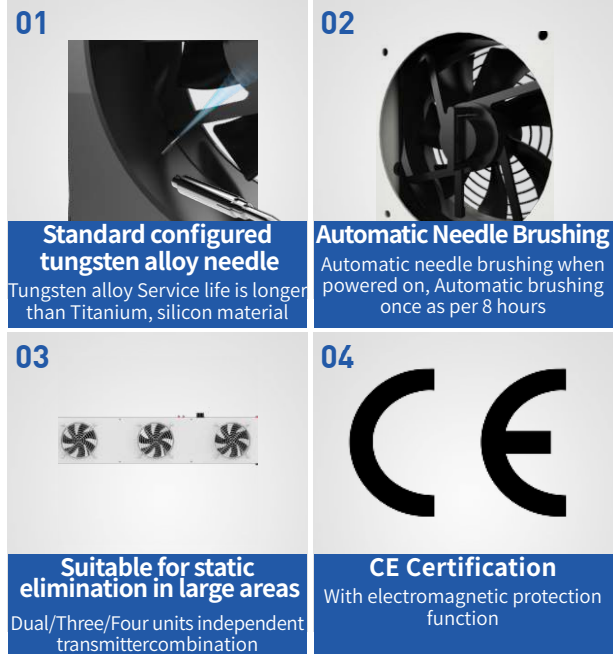 01
Standard configured
tungsten alloy needle
Tungsten alloy Service life is longer
than Titanium, silicon material
02
Automatic Needle Brushing
Automatic needle brushing when
powered on, Automatic brushing
once as per 8 hours
03
Suitable for static
elimination in large areas
Dual/Three/Four units independent
transmittercombination
04
CE
CE Certification
With electromagnetic protection
function